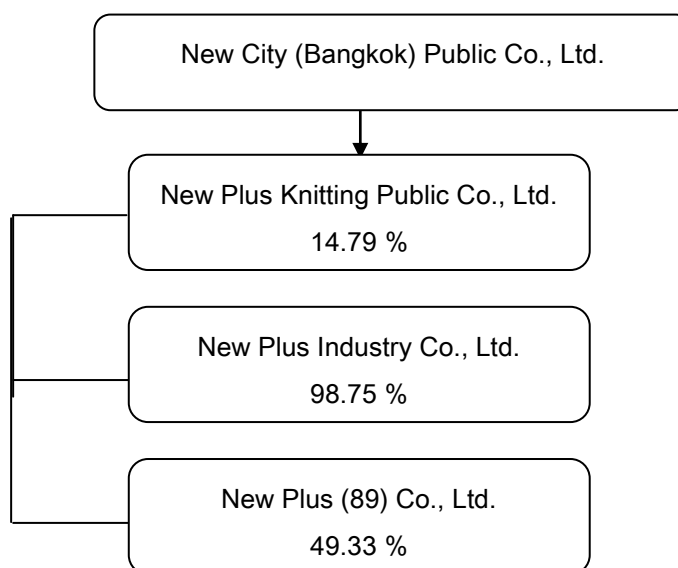 New City (Bangkok) Public Co., Ltd.
New Plus Knitting Public Co., Ltd.
14.79 %
New Plus Industry Co., Ltd.
98.75 %
New Plus (89) Co., Ltd.
49.33 %